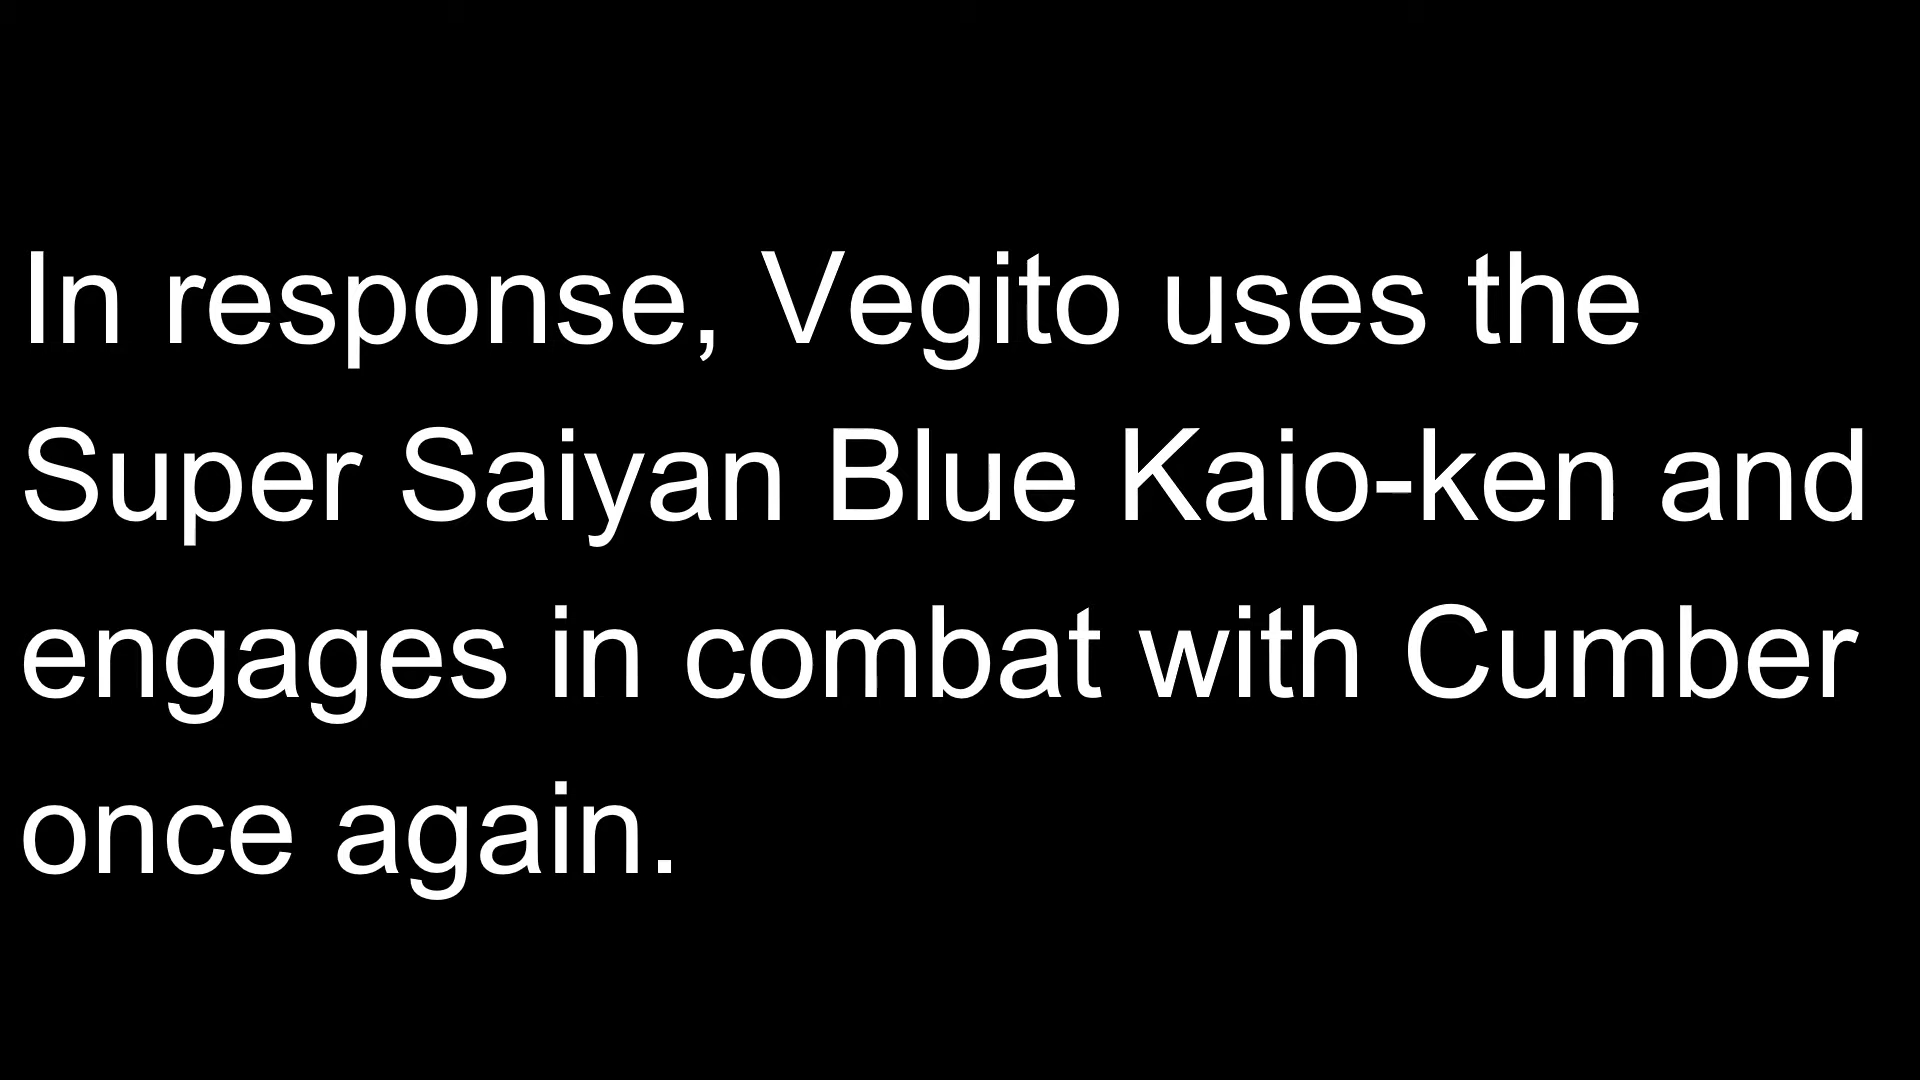 In response, Vegito uses the
Super Saiyan Blue Kaio-ken and
engages in combat with Cumber
once again.